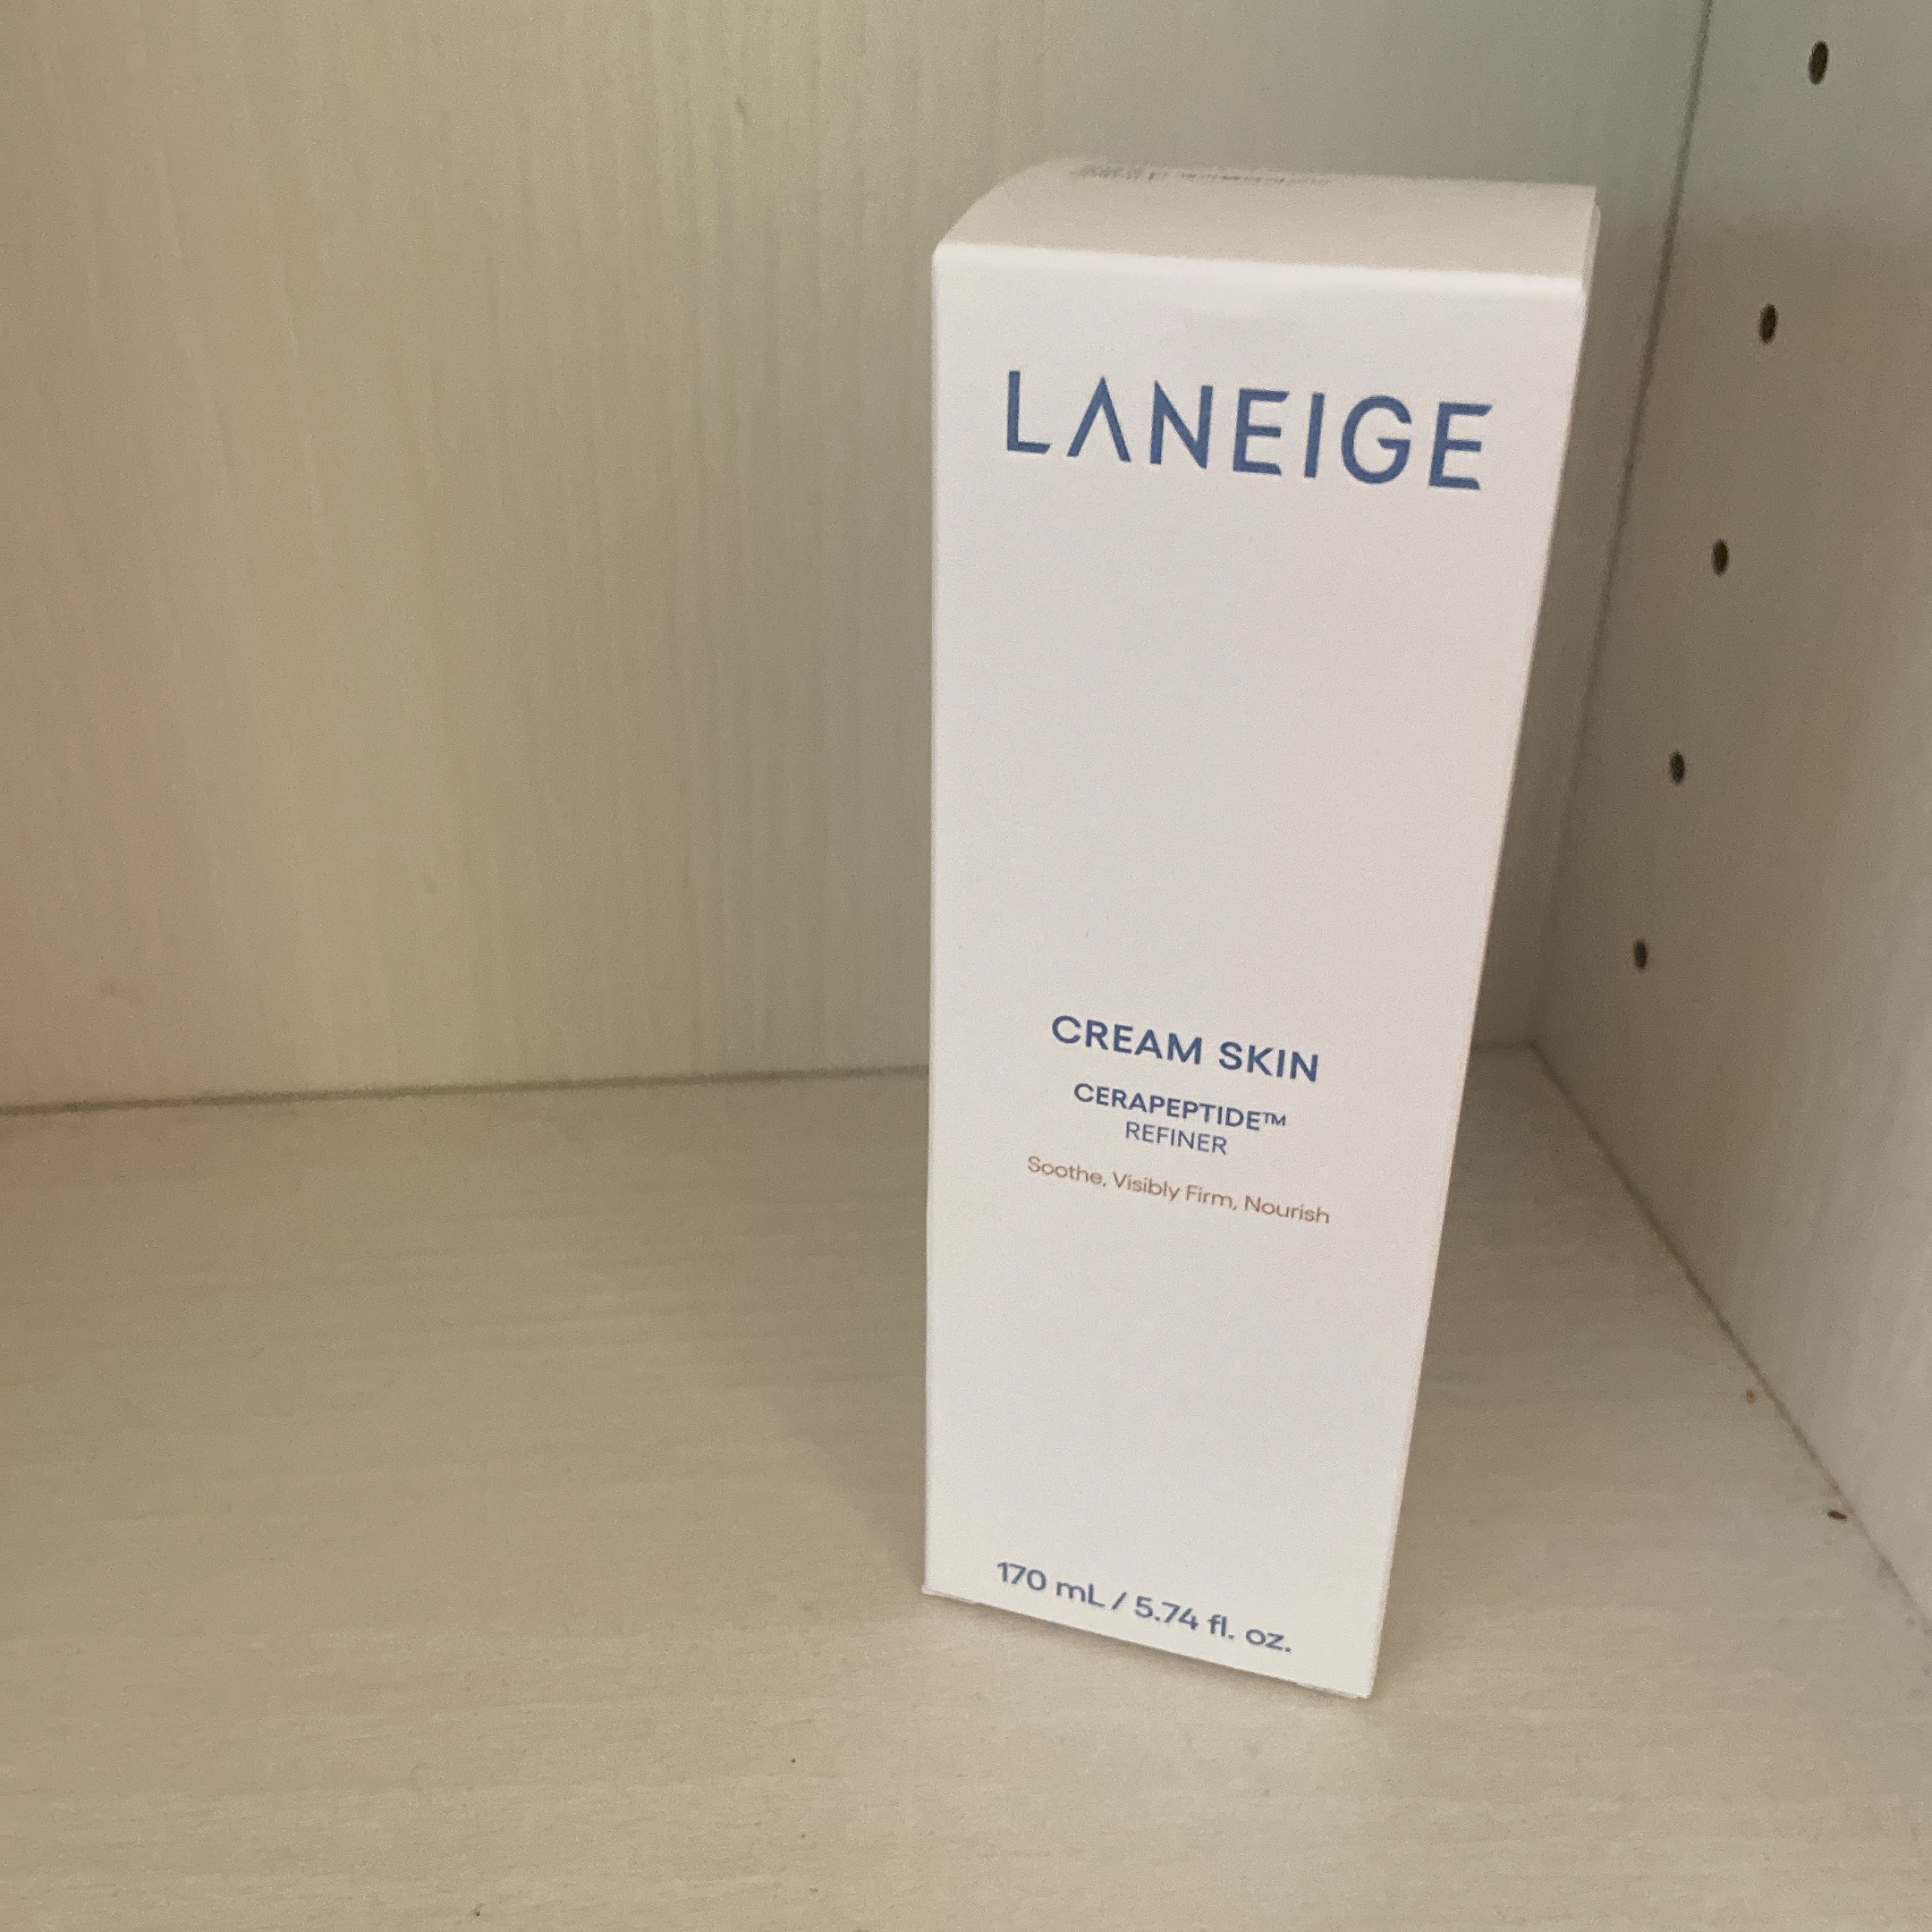 LANEIGE
CREAM SKIN
CERAPEPTIDE™
REFINER
Soothe, Visibly Firm, Nourish
170 mL / 5.74 fl. oz.